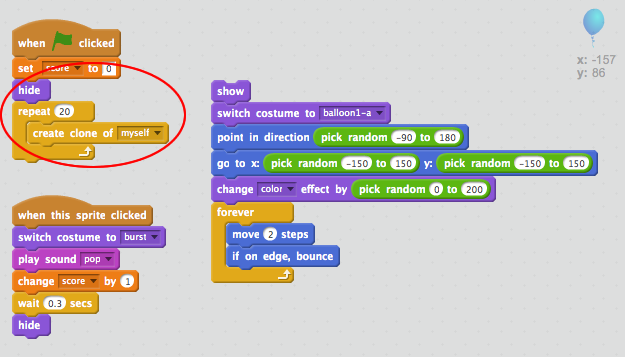 when clicked
set score to 0
hide
repeat 20
create clone of myself
when this sprite clicked
switch costume to burst
play sound pop
change score by 1
wait 0.3 secs
hide
show
switch costume to balloon1-a
point in direction pick random -90 to 180
go to x: pick random -150 to 150 y: pick random -150 to 150
change color effect by pick random 0 to 200
forever
move 2 steps
if on edge, bounce
x: -157
y: 86